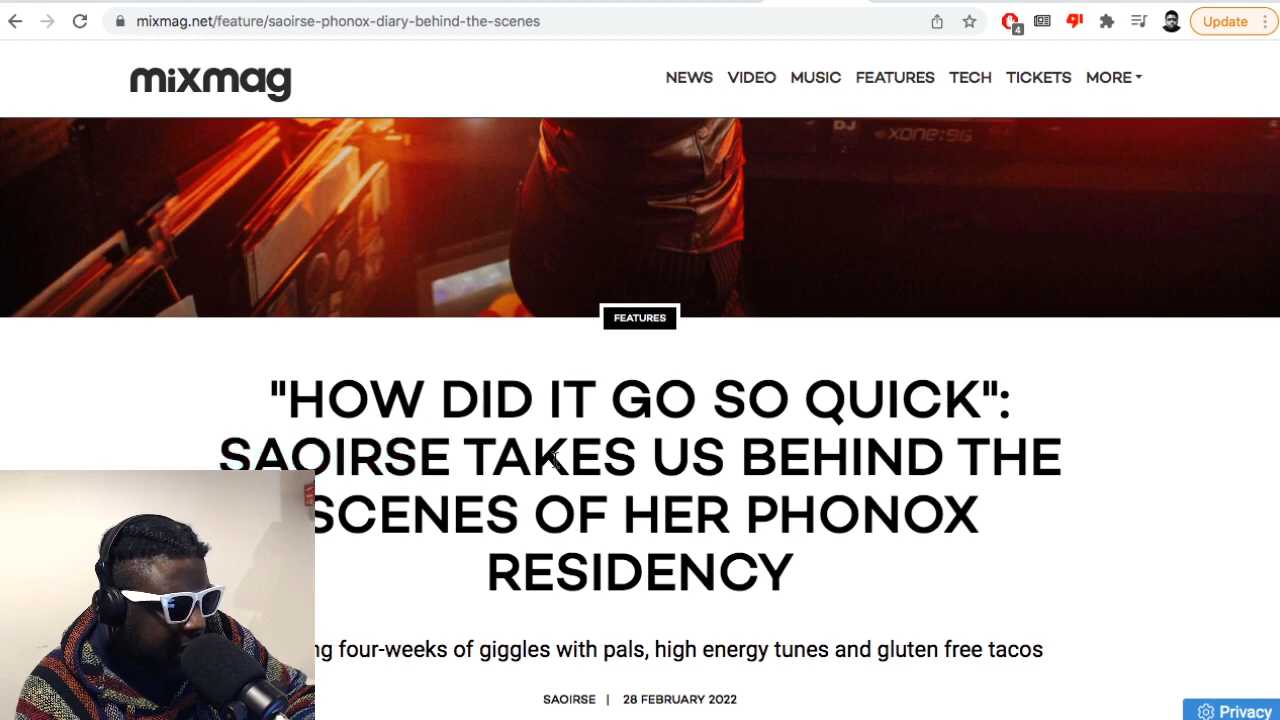 mixmag.net/feature/saoirse-phonox-diary-behind-the-scenes
4
Update
mixmag
NEWS VIDEO MUSIC FEATURES TECH TICKETS MORE
DJ XONE:96
FEATURES
"HOW DID IT GO SO QUICK":
SAOIRSE TAKES US BEHIND THE
SCENES OF HER PHONOX
RESIDENCY
four-weeks of giggles with pals, high energy tunes and gluten free tacos
SAOIRSE | 28 FEBRUARY 2022
Privacy